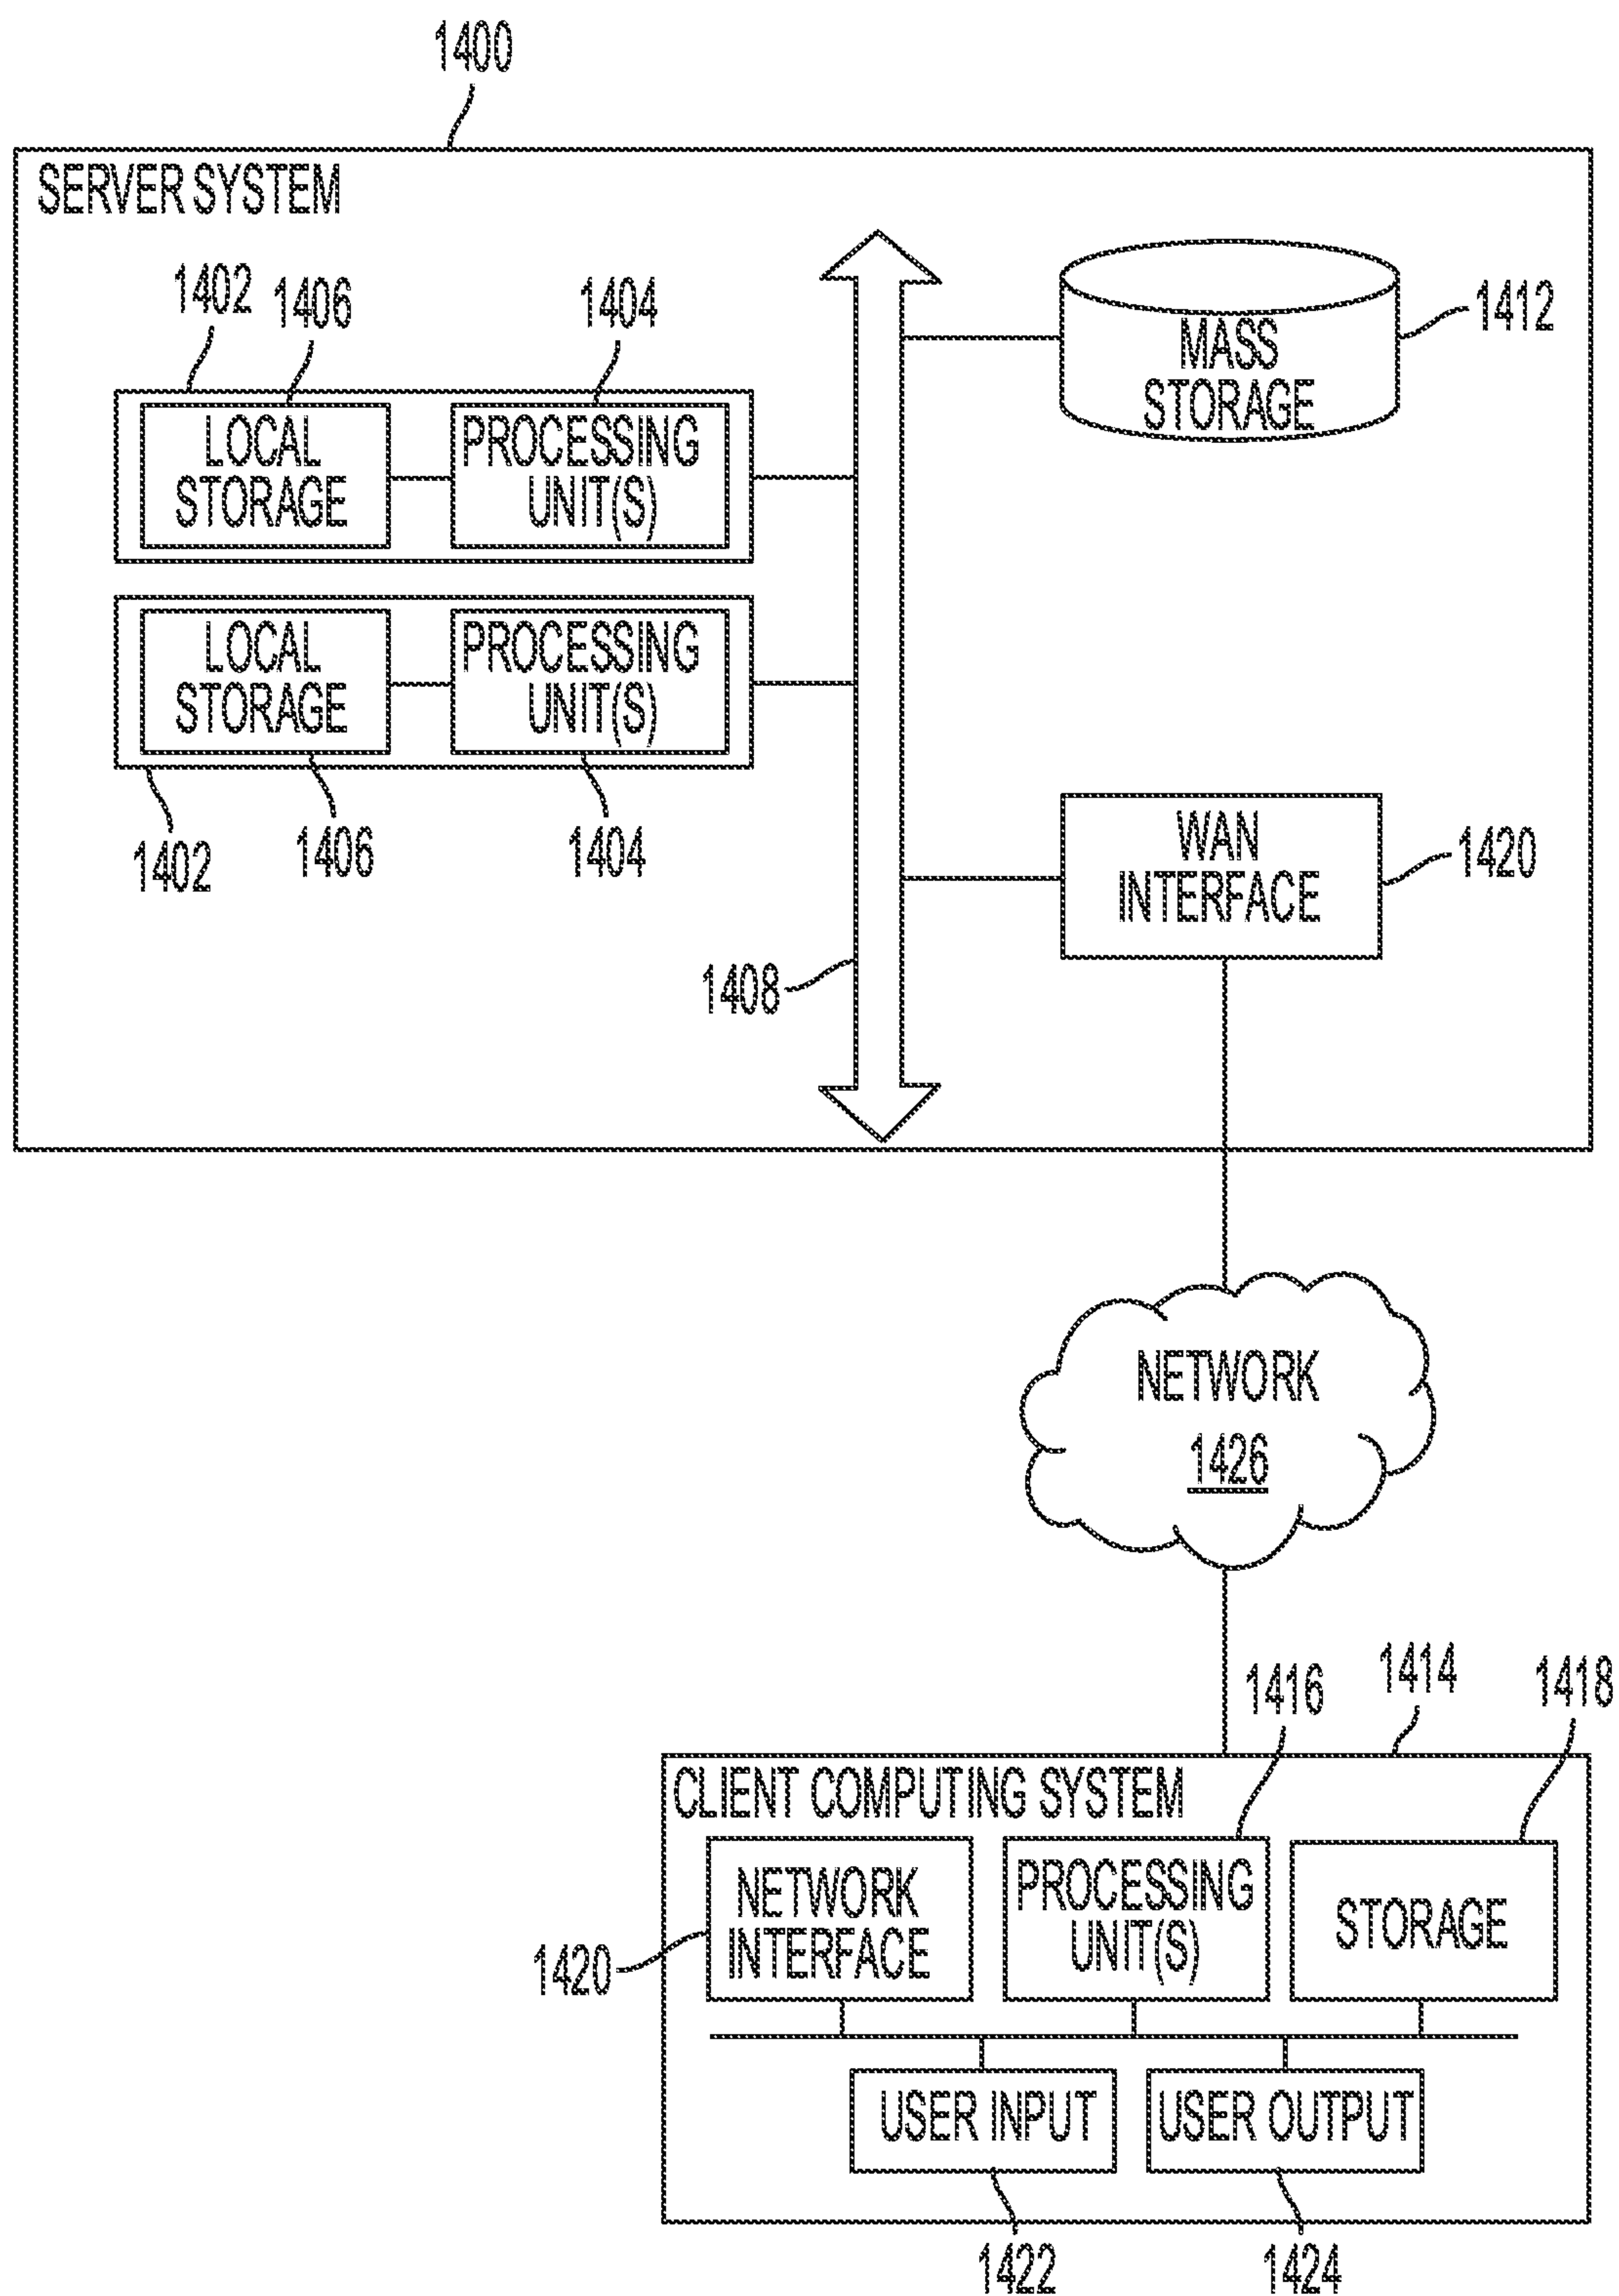 1400
SERVER SYSTEM
1402
1406
1404
1412
MASS
STORAGE
LOCAL
STORAGE
PROCESSING
UNIT(S)
LOCAL
STORAGE
PROCESSING
UNIT(S)
1402
1406
1404
WAN
INTERFACE
1420
1408
NETWORK
1426
1416
1414
1418
CLIENT COMPUTING SYSTEM
NETWORK
INTERFACE
PROCESSING
UNIT(S)
STORAGE
1420
USER INPUT
USER OUTPUT
1422
1424